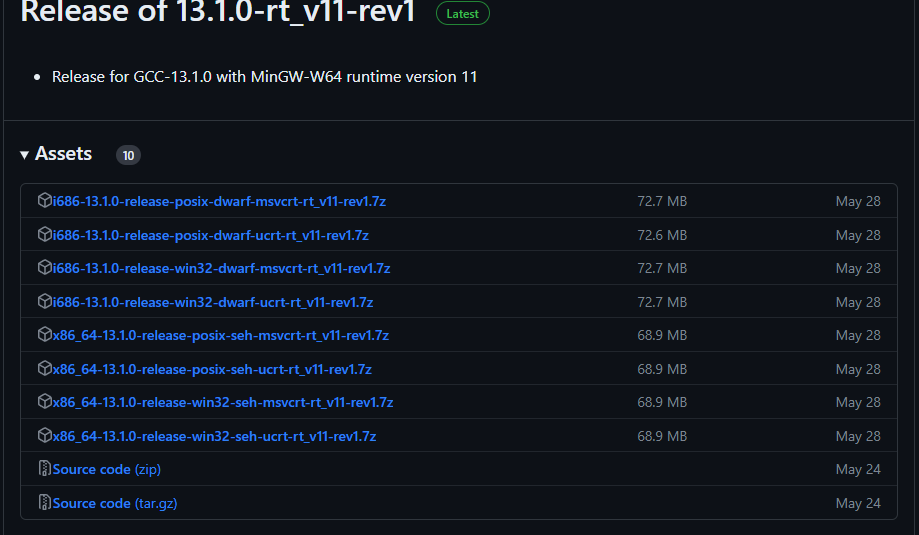 Release of 13.1.0-rt_v11-rev1 Latest
Release for GCC-13.1.0 with MinGW-W64 runtime version 11
Assets 10
i686-13.1.0-release-posix-dwarf-msvcrt-rt_v11-rev1.7z 72.7 MB May 28
i686-13.1.0-release-posix-dwarf-ucrt-rt_v11-rev1.7z 72.6 MB May 28
i686-13.1.0-release-win32-dwarf-msvcrt-rt_v11-rev1.7z 72.7 MB May 28
i686-13.1.0-release-win32-dwarf-ucrt-rt_v11-rev1.7z 72.7 MB May 28
x86_64-13.1.0-release-posix-seh-msvcrt-rt_v11-rev1.7z 68.9 MB May 28
x86_64-13.1.0-release-posix-seh-ucrt-rt_v11-rev1.7z 68.9 MB May 28
x86_64-13.1.0-release-win32-seh-msvcrt-rt_v11-rev1.7z 68.9 MB May 28
x86_64-13.1.0-release-win32-seh-ucrt-rt_v11-rev1.7z 68.9 MB May 28
Source code (zip) May 24
Source code (tar.gz) May 24